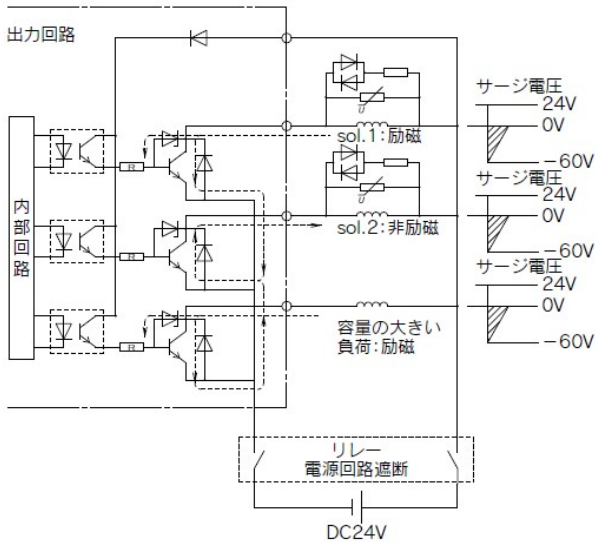 出力回路
サージ電圧
24V
0V
-60V
sol.1:励磁
R
内部回路
サージ電圧
24V
0V
-60V
sol.2:非励磁
R
サージ電圧
24V
0V
-60V
容量の大きい
負荷:励磁
R
リレー
電源回路遮断
DC24V